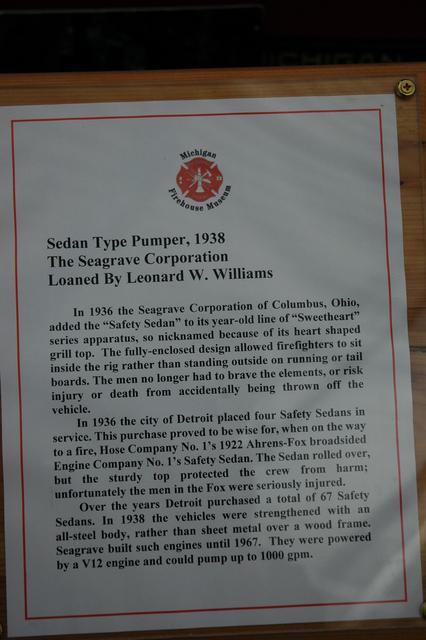 MICHIGAN
Michigan
Firehouse Museum
Sedan Type Pumper, 1938
The Seagrave Corporation
Loaned By Leonard W. Williams
In 1936 the Seagrave Corporation of Columbus, Ohio,
added the “Safety Sedan” to its year-old line of “Sweetheart”
series apparatus, so nicknamed because of its heart shaped
grill top. The fully-enclosed design allowed firefighters to sit
inside the rig rather than standing outside on running or tail
boards. The men no longer had to brave the elements, or risk
injury or death from accidentally being thrown off the
vehicle.
In 1936 the city of Detroit placed four Safety Sedans in
service. This purchase proved to be wise for, when on the way
to a fire, Hose Company No. 1's 1922 Ahrens-Fox broadsided
Engine Company No. 1's Safety Sedan. The Sedan rolled over,
but the sturdy top protected the crew from harm;
unfortunately the men in the Fox were seriously injured.
Over the years Detroit purchased a total of 67 Safety
Sedans. In 1938 the vehicles were strengthened with an
all-steel body, rather than sheet metal over a wood frame.
Seagrave built such engines until 1967. They were powered
by a V12 engine and could pump up to 1000 gpm.